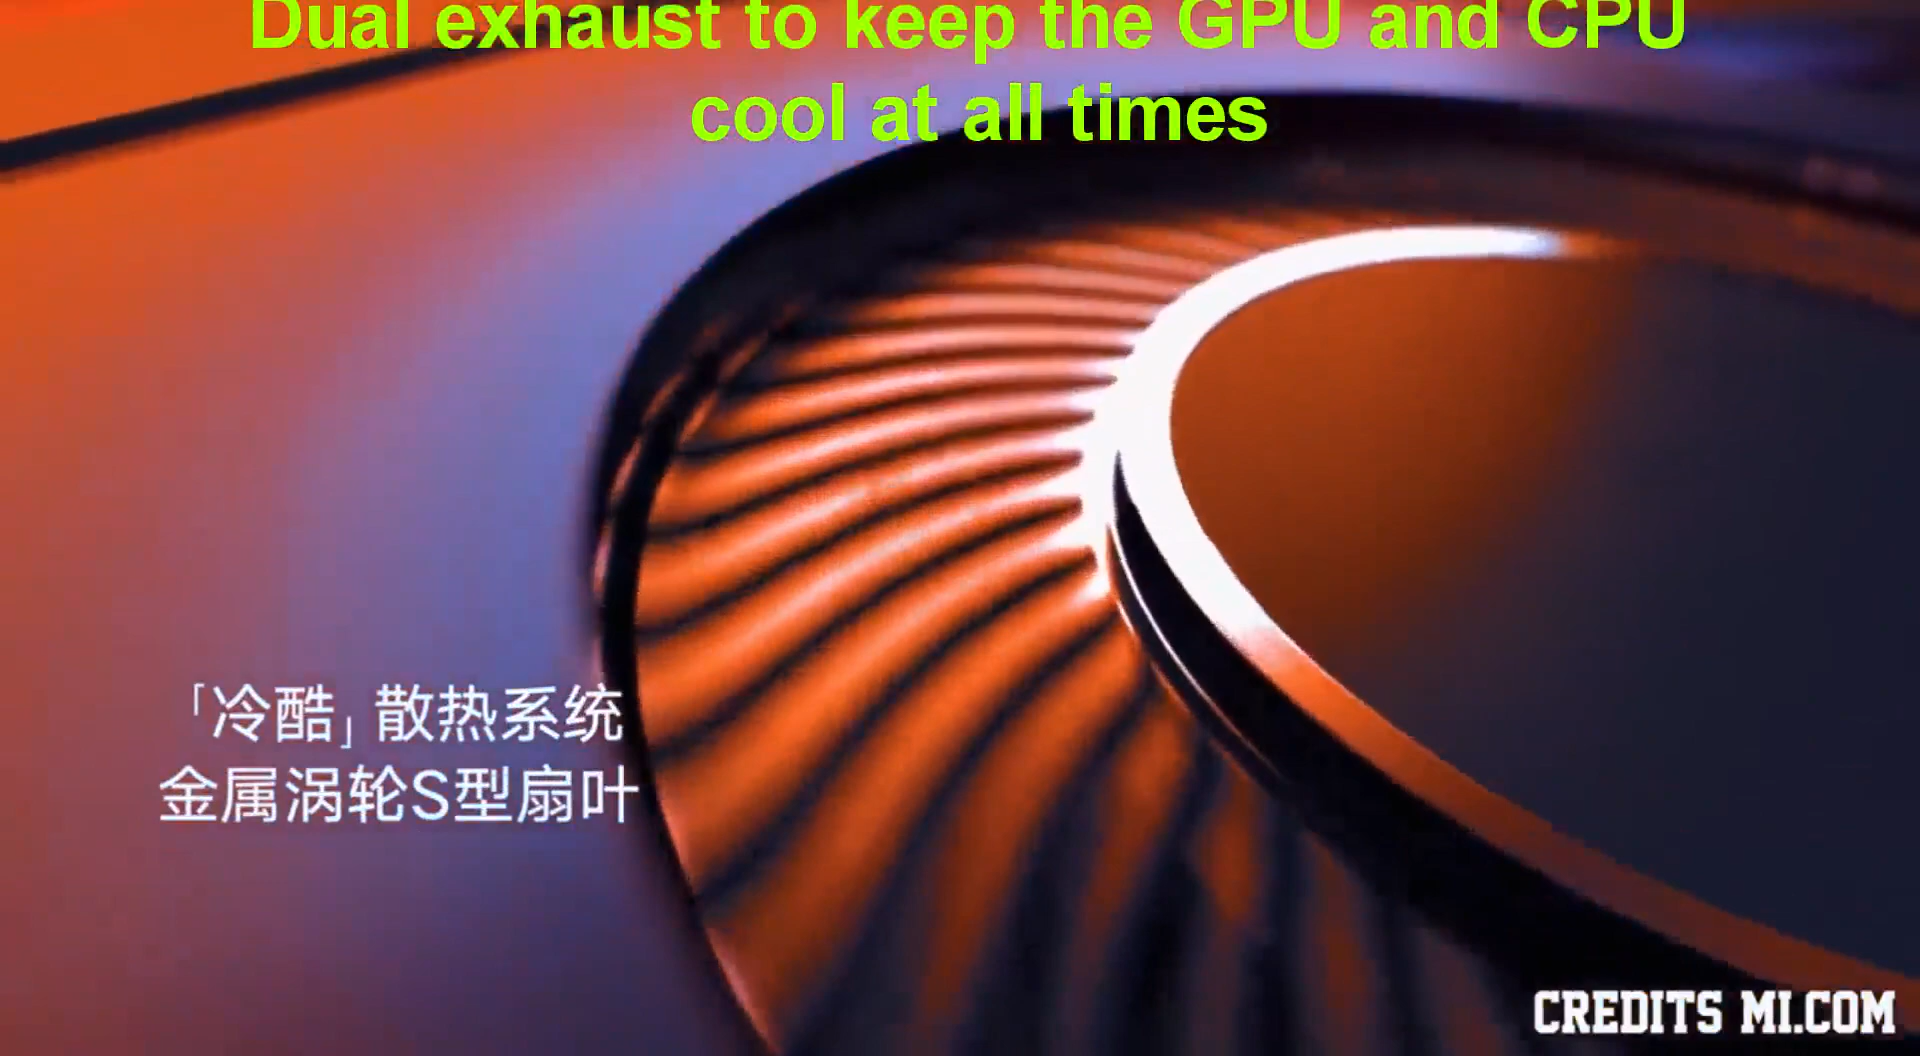 Dual exhaust to keep the GPU and CPU
cool at all times
「冷酷」散热系统
金属涡轮S型扇叶
CREDITS MI.COM